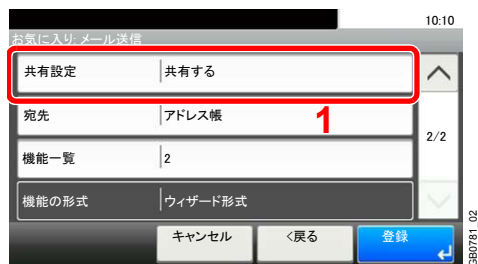 10:10
お気に入り: メール送信
共有設定 共有する
宛先 アドレス帳 1
2/2
機能一覧 2
機能の形式 ウィザード形式
キャンセル <戻る 登録
GB0781_02